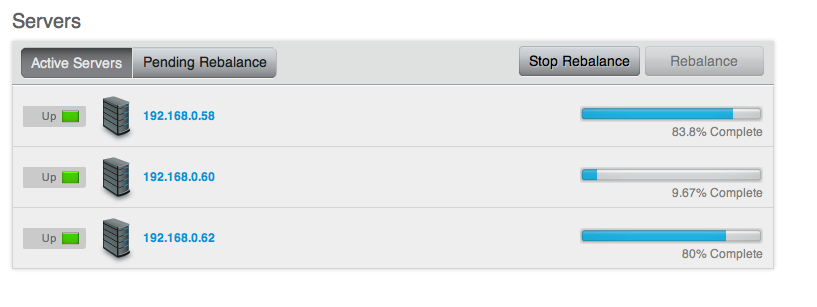 Servers
Active Servers Pending Rebalance Stop Rebalance Rebalance
Up 192.168.0.58
83.8% Complete
Up 192.168.0.60
9.67% Complete
Up 192.168.0.62
80% Complete